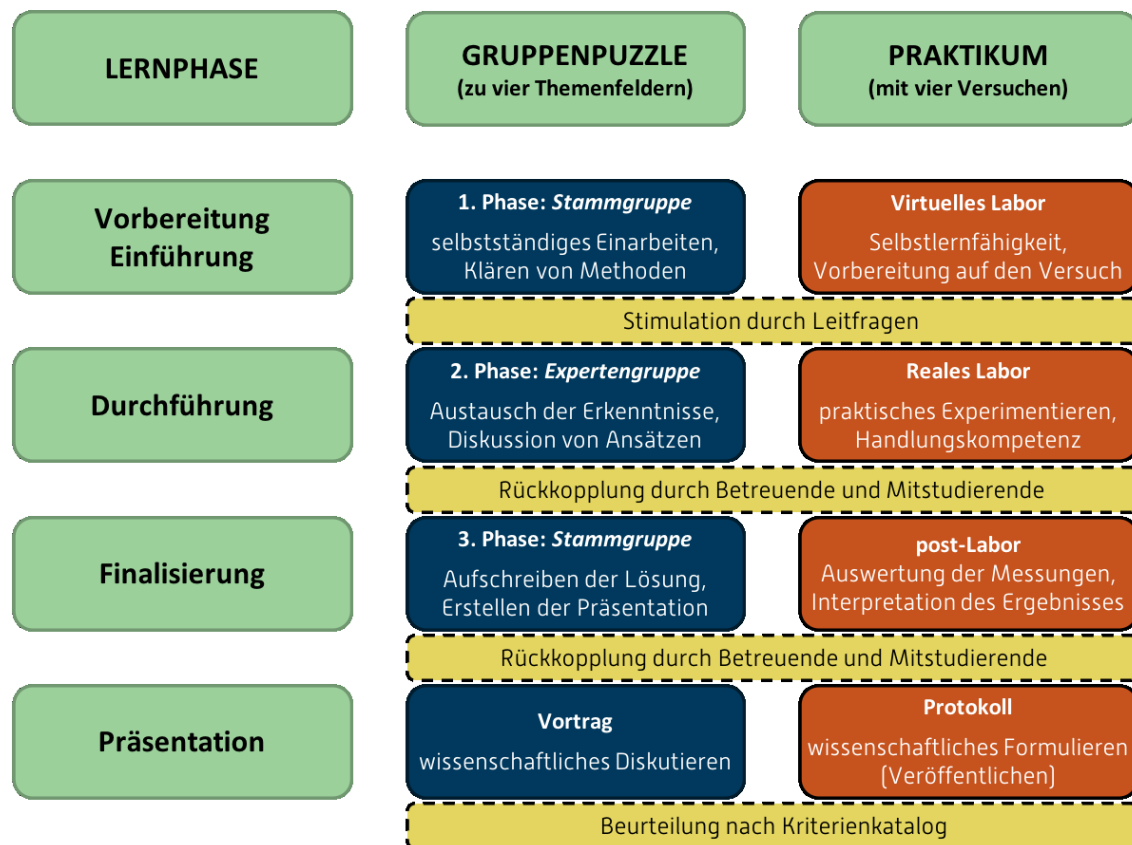 LERNPHASE
GRUPPENPUZZLE
(zu vier Themenfeldern)
PRAKTIKUM
(mit vier Versuchen)
Vorbereitung
Einführung
1. Phase: Stammgruppe
selbstständiges Einarbeiten,
Klären von Methoden
Virtuelles Labor
Selbstlernfähigkeit,
Vorbereitung auf den Versuch
Stimulation durch Leitfragen
Durchführung
2. Phase: Expertengruppe
Austausch der Erkenntnisse,
Diskussion von Ansätzen
Reales Labor
praktisches Experimentieren,
Handlungskompetenz
Rückkopplung durch Betreuende und Mitstudierende
Finalisierung
3. Phase: Stammgruppe
Aufschreiben der Lösung,
Erstellen der Präsentation
post-Labor
Auswertung der Messungen,
Interpretation des Ergebnisses
Rückkopplung durch Betreuende und Mitstudierende
Präsentation
Vortrag
wissenschaftliches Diskutieren
Protokoll
wissenschaftliches Formulieren
(Veröffentlichen)
Beurteilung nach Kriterienkatalog